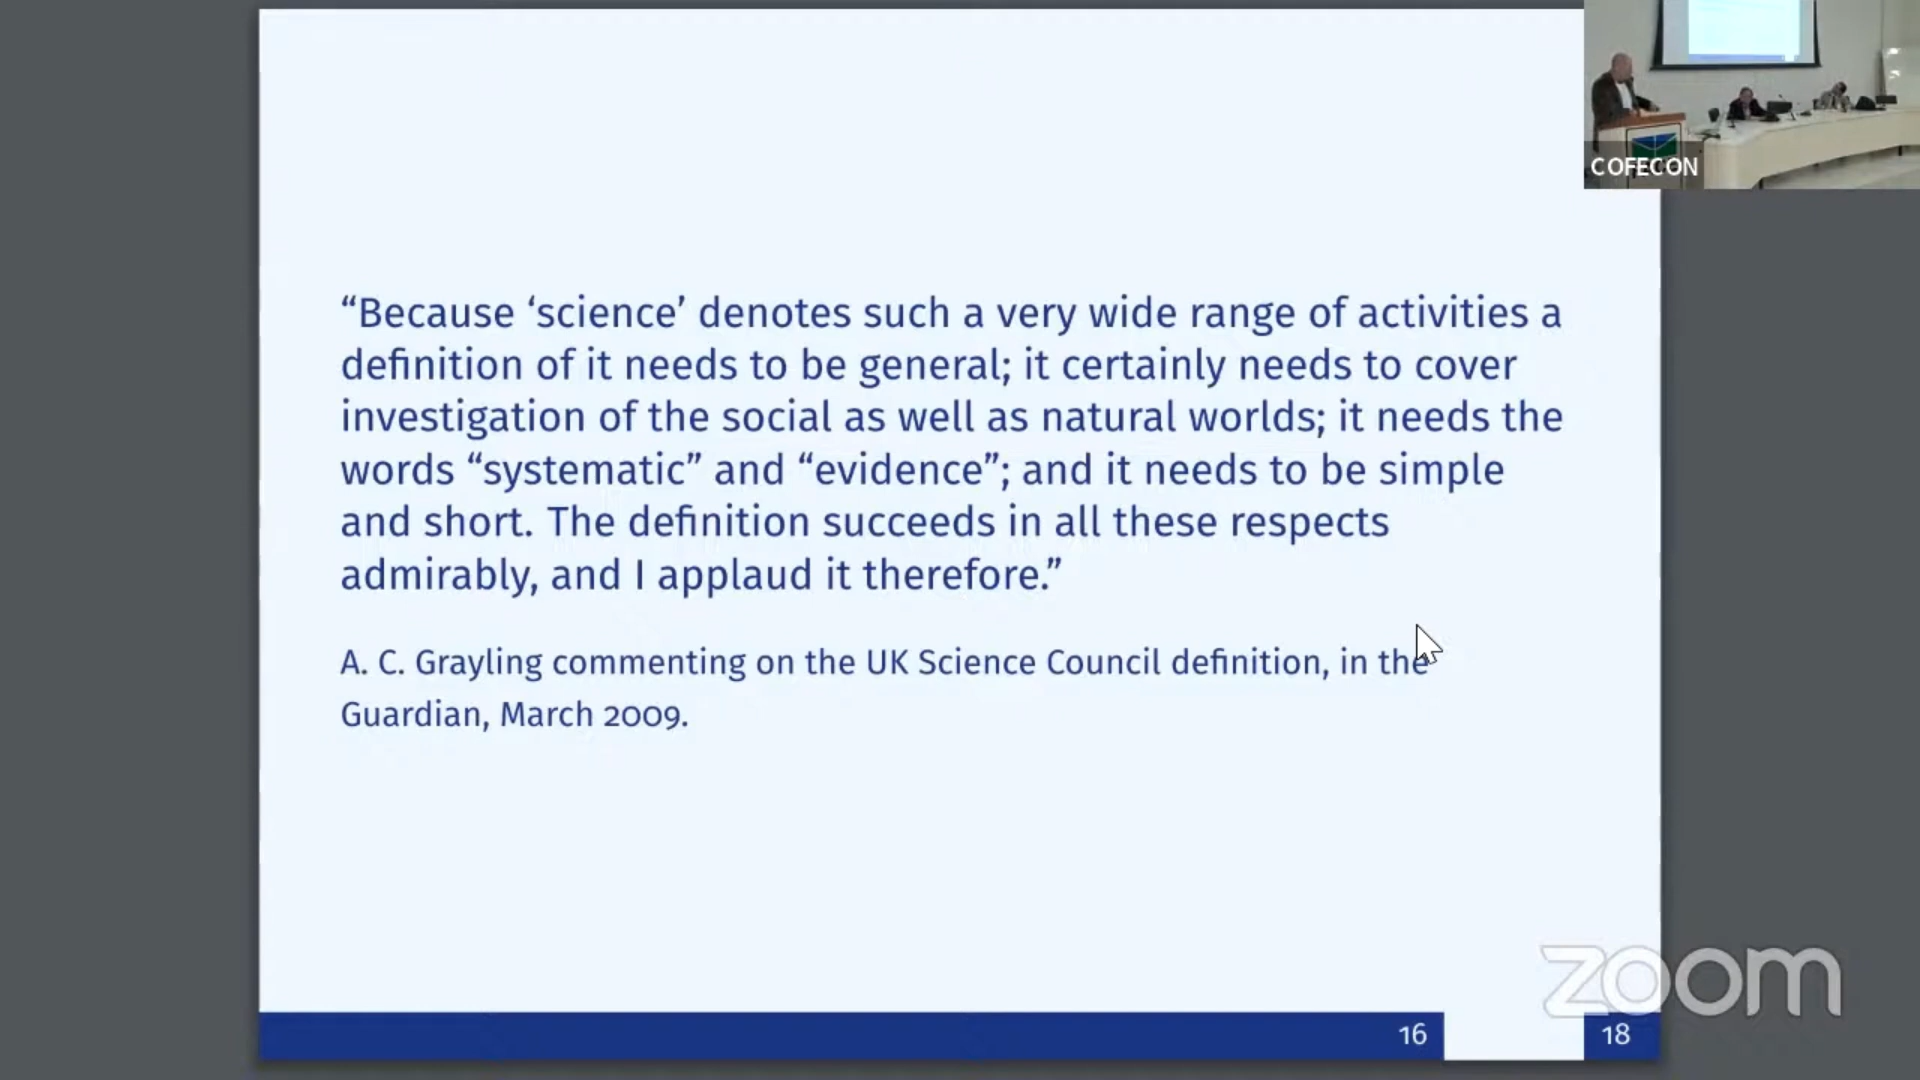 COFECON
“Because ‘science’ denotes such a very wide range of activities a
definition of it needs to be general; it certainly needs to cover
investigation of the social as well as natural worlds; it needs the
words “systematic” and “evidence”; and it needs to be simple
and short. The definition succeeds in all these respects
admirably, and I applaud it therefore.”
A. C. Grayling commenting on the UK Science Council definition, in the
Guardian, March 2009.
zoom
16 18